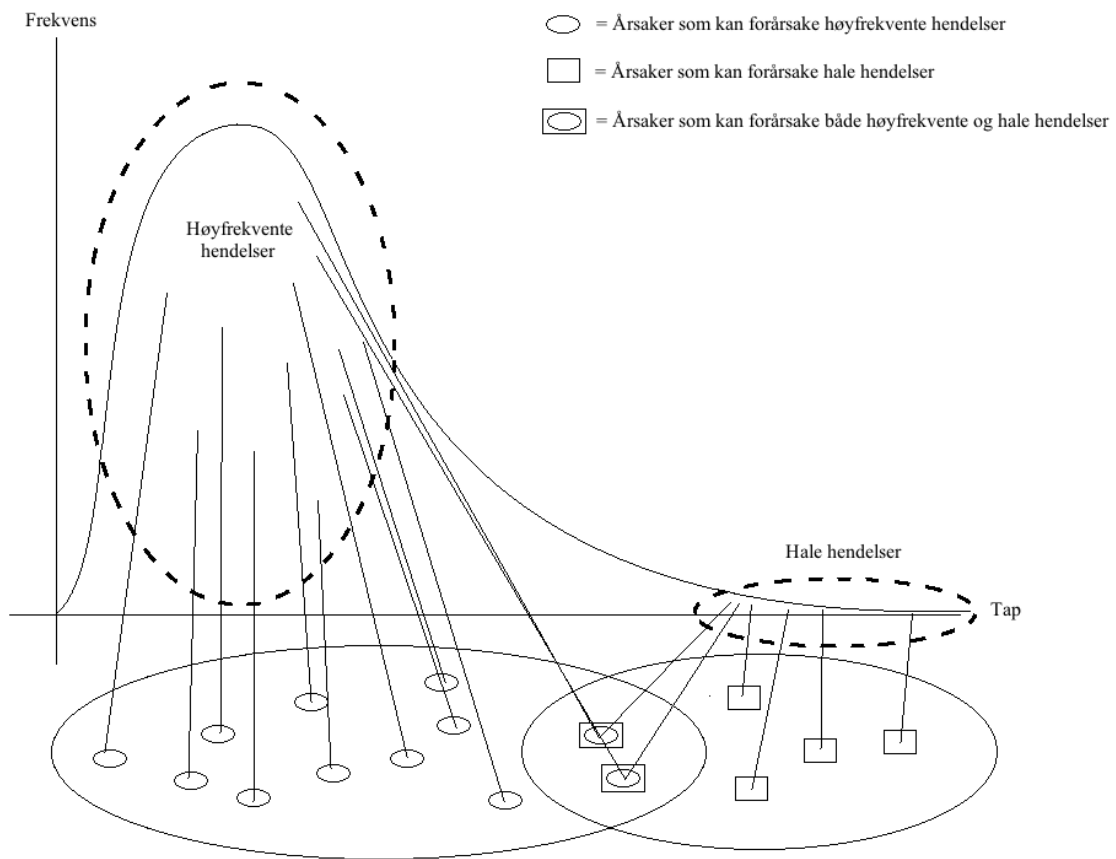 Frekvens
= Årsaker som kan forårsake høyfrekvente hendelser
= Årsaker som kan forårsake hale hendelser
= Årsaker som kan forårsake både høyfrekvente og hale hendelser
Høyfrekvente
hendelser
Hale hendelser
Tap